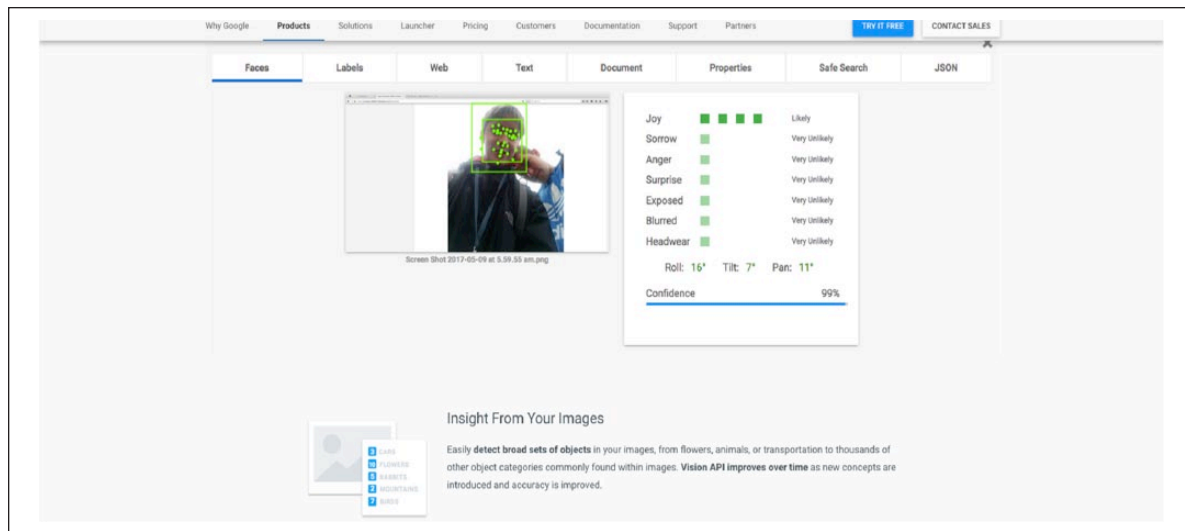 Why Google Products Solutions Launcher Pricing Customers Documentation Support Partners TRY IT FREE CONTACT SALES
Faces Labels Web Text Document Properties Safe Search JSON
Joy Likely
Sorrow Very Unlikely
Anger Very Unlikely
Surprise Very Unlikely
Exposed Very Unlikely
Blurred Very Unlikely
Headwear Very Unlikely
Screen Shot 2017-05-09 at 5.59.55 am.png
Roll: 16° Tilt: 7° Pan: 11°
Confidence 99%
Insight From Your Images
Easily detect broad sets of objects in your images, from flowers, animals, or transportation to thousands of
other object categories commonly found within images. Vision API improves over time as new concepts are
introduced and accuracy is improved.
3 CARS
10 FLOWERS
5 RABBITS
2 MOUNTAINS
7 BIRDS